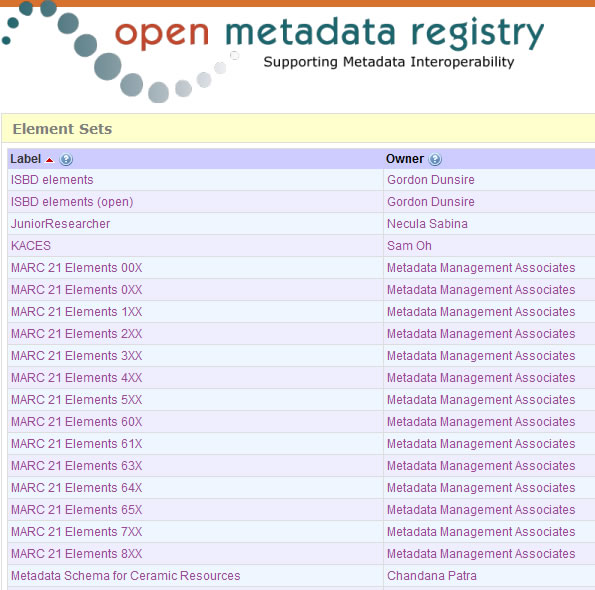 open metadata registry
Supporting Metadata Interoperability
Element Sets
Label Owner
ISBD elements Gordon Dunsire
ISBD elements (open) Gordon Dunsire
JuniorResearcher Necula Sabina
KACES Sam Oh
MARC 21 Elements 00X Metadata Management Associates
MARC 21 Elements 0XX Metadata Management Associates
MARC 21 Elements 1XX Metadata Management Associates
MARC 21 Elements 2XX Metadata Management Associates
MARC 21 Elements 3XX Metadata Management Associates
MARC 21 Elements 4XX Metadata Management Associates
MARC 21 Elements 5XX Metadata Management Associates
MARC 21 Elements 60X Metadata Management Associates
MARC 21 Elements 61X Metadata Management Associates
MARC 21 Elements 63X Metadata Management Associates
MARC 21 Elements 64X Metadata Management Associates
MARC 21 Elements 65X Metadata Management Associates
MARC 21 Elements 7XX Metadata Management Associates
MARC 21 Elements 8XX Metadata Management Associates
Metadata Schema for Ceramic Resources Chandana Patra